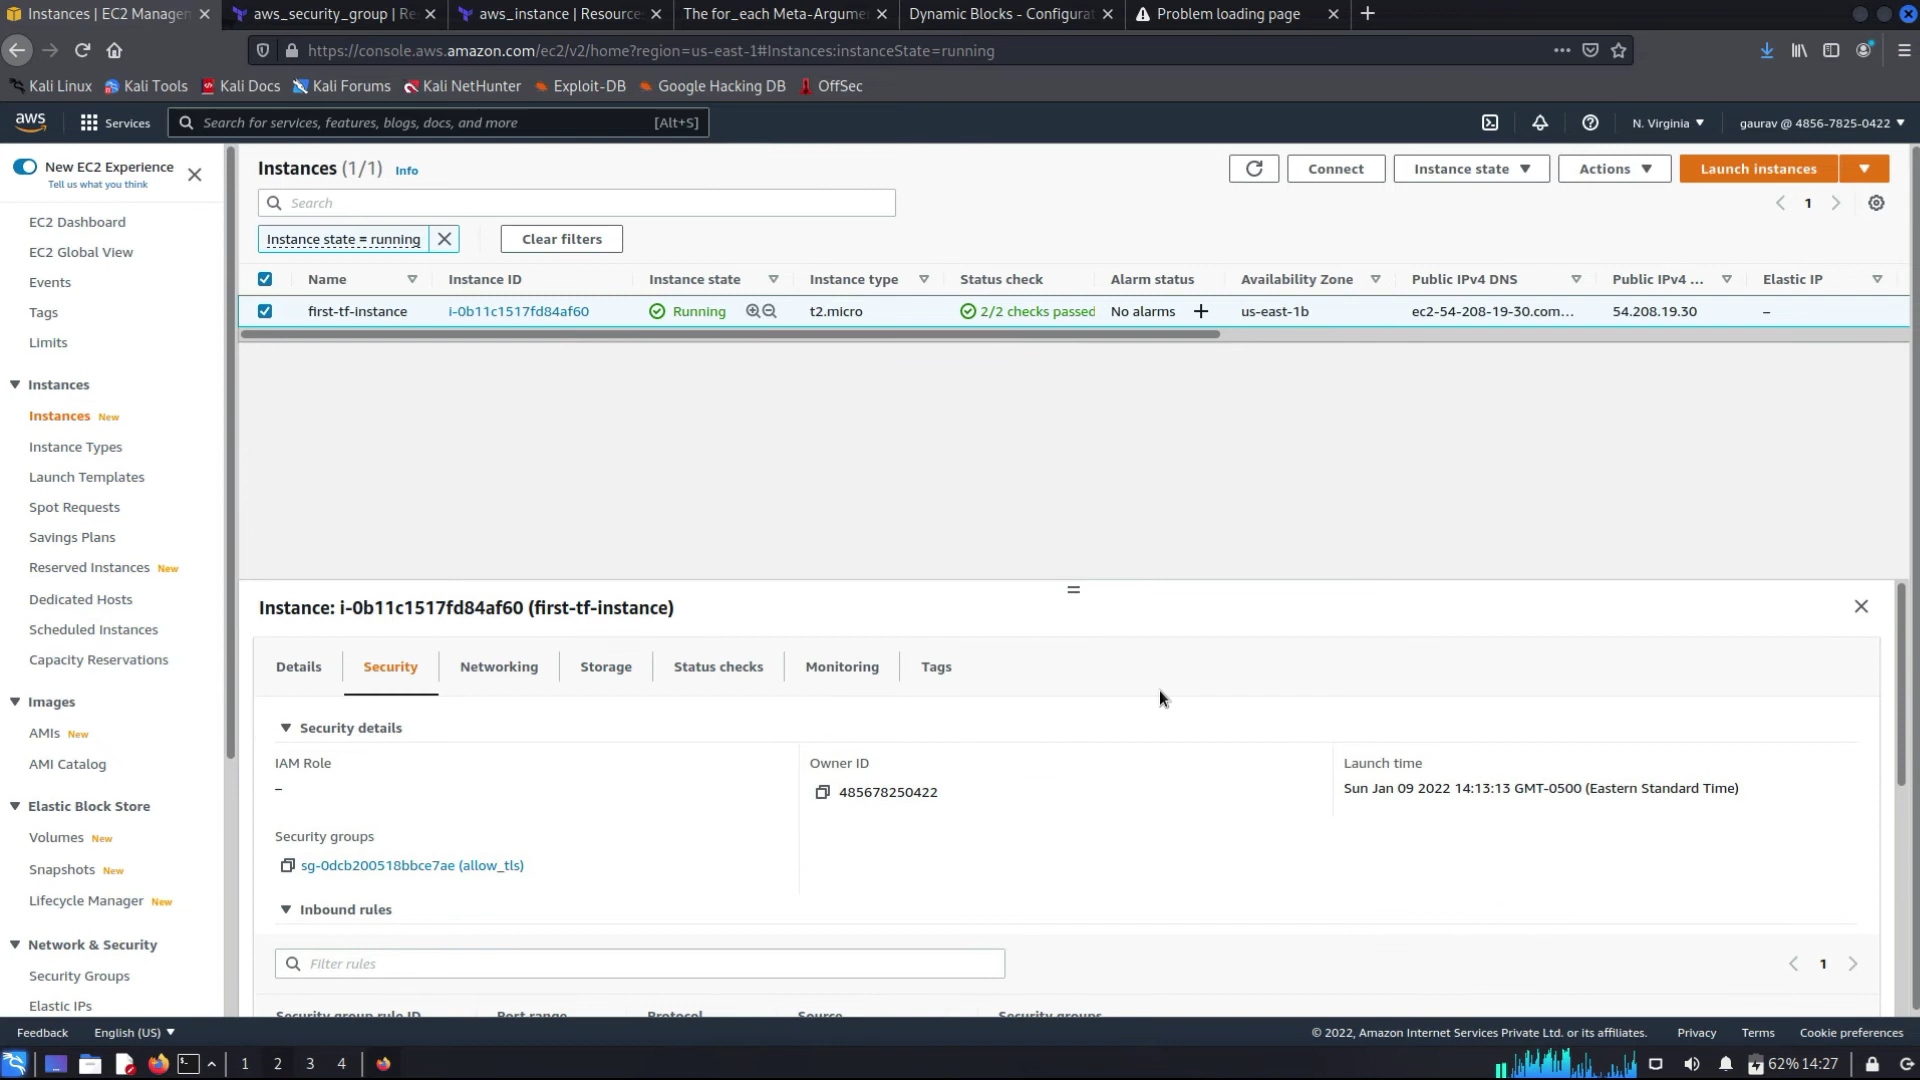 Instances | EC2 Managen
aws_security_group | Re
aws_instance | Resource
The for_each Meta-Argume
Dynamic Blocks - Configurat
Problem loading page
https://console.aws.amazon.com/ec2/v2/home?region=us-east-1#Instances:instanceState=running
Kali Linux
Kali Tools
Kali Docs
Kali Forums
Kali NetHunter
Exploit-DB
Google Hacking DB
OffSec
aws
Services
Search for services, features, blogs, docs, and more
[Alt+S]
N. Virginia
gaurav @ 4856-7825-0422
New EC2 Experience
Tell us what you think
EC2 Dashboard
EC2 Global View
Events
Tags
Limits
Instances
Instances New
Instance Types
Launch Templates
Spot Requests
Savings Plans
Reserved Instances New
Dedicated Hosts
Scheduled Instances
Capacity Reservations
Images
AMIs New
AMI Catalog
Elastic Block Store
Volumes New
Snapshots New
Lifecycle Manager New
Network & Security
Security Groups
Elastic IPs
Instances (1/1) Info
Connect
Instance state
Actions
Launch instances
Search
1
Instance state = running
Clear filters
Name
Instance ID
Instance state
Instance type
Status check
Alarm status
Availability Zone
Public IPv4 DNS
Public IPv4 ...
Elastic IP
first-tf-instance
i-0b11c1517fd84af60
Running
t2.micro
2/2 checks passed
No alarms +
us-east-1b
ec2-54-208-19-30.com...
54.208.19.30
–
Instance: i-0b11c1517fd84af60 (first-tf-instance)
Details
Security
Networking
Storage
Status checks
Monitoring
Tags
Security details
IAM Role
–
Owner ID
485678250422
Launch time
Sun Jan 09 2022 14:13:13 GMT-0500 (Eastern Standard Time)
Security groups
sg-0dcb200518bbce7ae (allow_tls)
Inbound rules
Filter rules
1
Security group rule ID
Port range
Protocol
Source
Security groups
Feedback
English (US)
© 2022, Amazon Internet Services Private Ltd. or its affiliates.
Privacy
Terms
Cookie preferences
1
2
3
4
62%
14:27